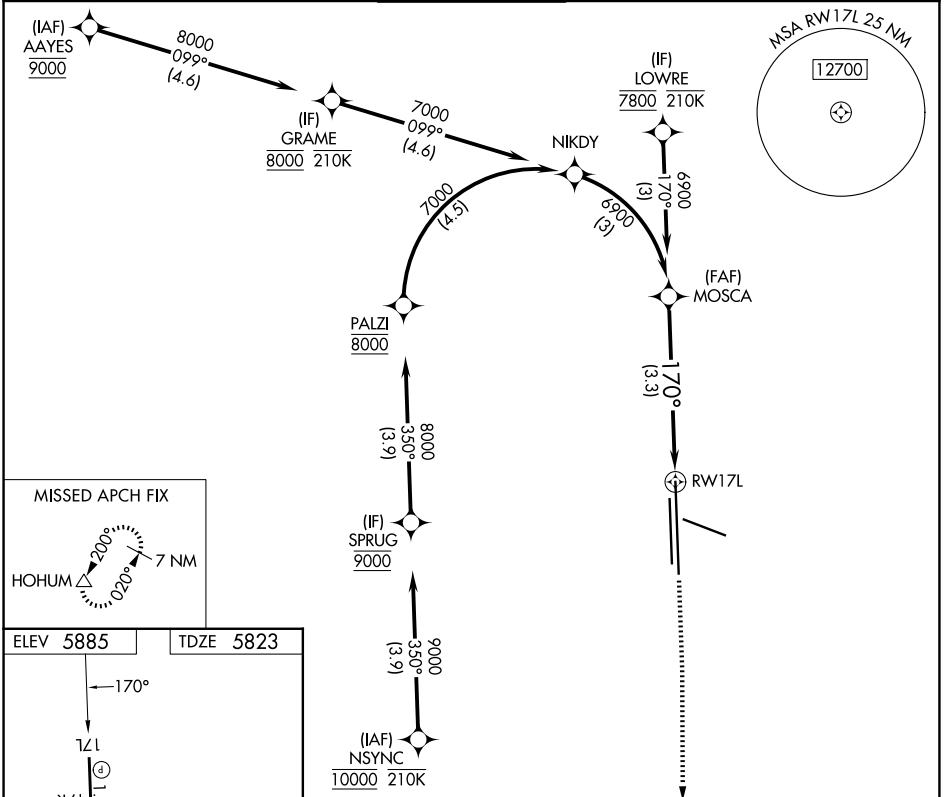 (IAF)
AAYES
9000
8000
099°
(4.6)
(IF)
GRAME
8000 210K
7000
099°
(4.6)
NIKDY
(IF)
LOWRE
7800 210K
6900
170°
(3)
MSA RW17L 25 NM
12700
7000
(4.5)
6900
(3)
(FAF)
MOSCA
PALZI
8000
170°
(3.3)
8000
350°
(3.9)
RW17L
(IF)
SPRUG
9000
9000
350°
(3.9)
(IAF)
NSYNC
10000 210K
MISSED APCH FIX
HOHUM
200°
020°
7 NM
ELEV 5885
TDZE 5823
170°
17L
P